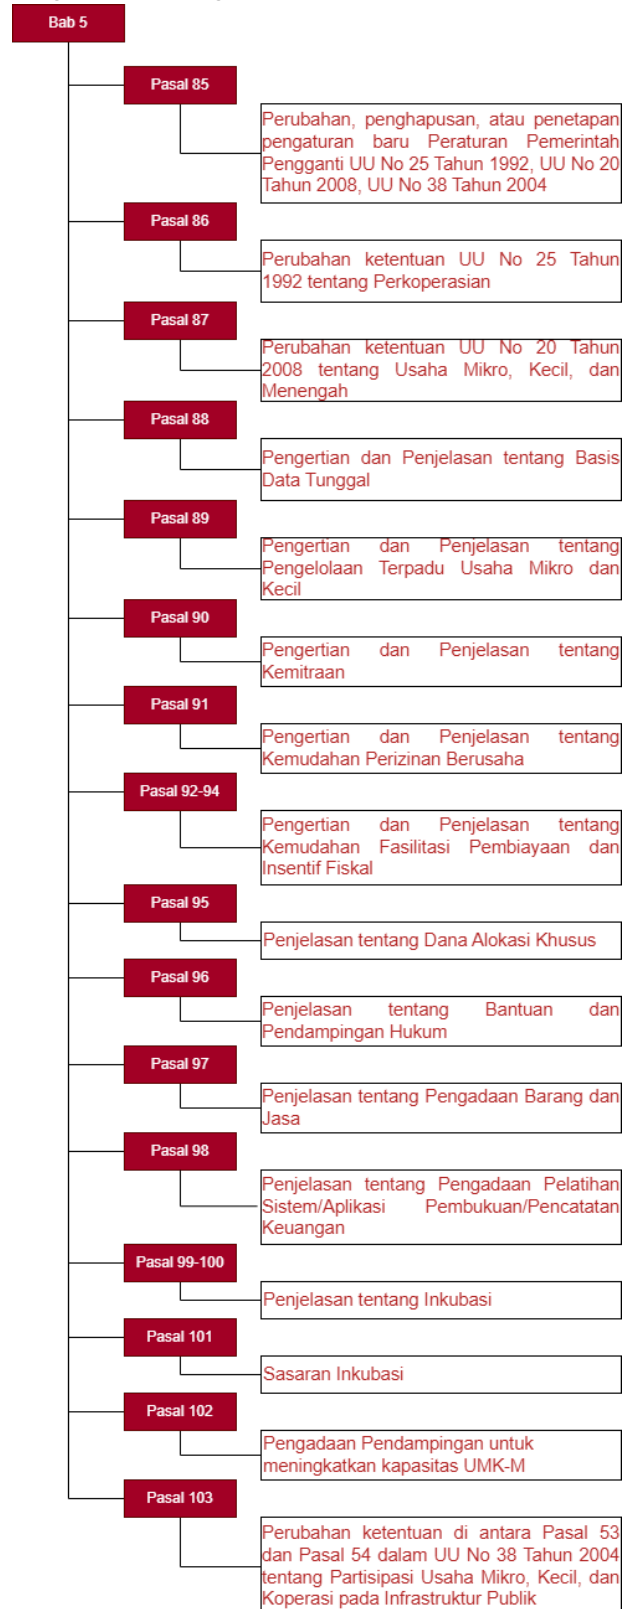 Bab 5
Pasal 85
Perubahan, penghapusan, atau penetapan
pengaturan baru Peraturan Pemerintah
Pengganti UU No 25 Tahun 1992, UU No 20
Tahun 2008, UU No 38 Tahun 2004
Pasal 86
Perubahan ketentuan UU No 25 Tahun
1992 tentang Perkoperasian
Pasal 87
Perubahan ketentuan UU No 20 Tahun
2008 tentang Usaha Mikro, Kecil, dan
Menengah
Pasal 88
Pengertian dan Penjelasan tentang Basis
Data Tunggal
Pasal 89
Pengertian dan Penjelasan tentang
Pengelolaan Terpadu Usaha Mikro dan
Kecil
Pasal 90
Pengertian dan Penjelasan tentang
Kemitraan
Pasal 91
Pengertian dan Penjelasan tentang
Kemudahan Perizinan Berusaha
Pasal 92-94
Pengertian dan Penjelasan tentang
Kemudahan Fasilitasi Pembiayaan dan
Insentif Fiskal
Pasal 95
Penjelasan tentang Dana Alokasi Khusus
Pasal 96
Penjelasan tentang Bantuan dan
Pendampingan Hukum
Pasal 97
Penjelasan tentang Pengadaan Barang dan
Jasa
Pasal 98
Penjelasan tentang Pengadaan Pelatihan
Sistem/Aplikasi Pembukuan/Pencatatan
Keuangan
Pasal 99-100
Penjelasan tentang Inkubasi
Pasal 101
Sasaran Inkubasi
Pasal 102
Pengadaan Pendampingan untuk
meningkatkan kapasitas UMK-M
Pasal 103
Perubahan ketentuan di antara Pasal 53
dan Pasal 54 dalam UU No 38 Tahun 2004
tentang Partisipasi Usaha Mikro, Kecil, dan
Koperasi pada Infrastruktur Publik